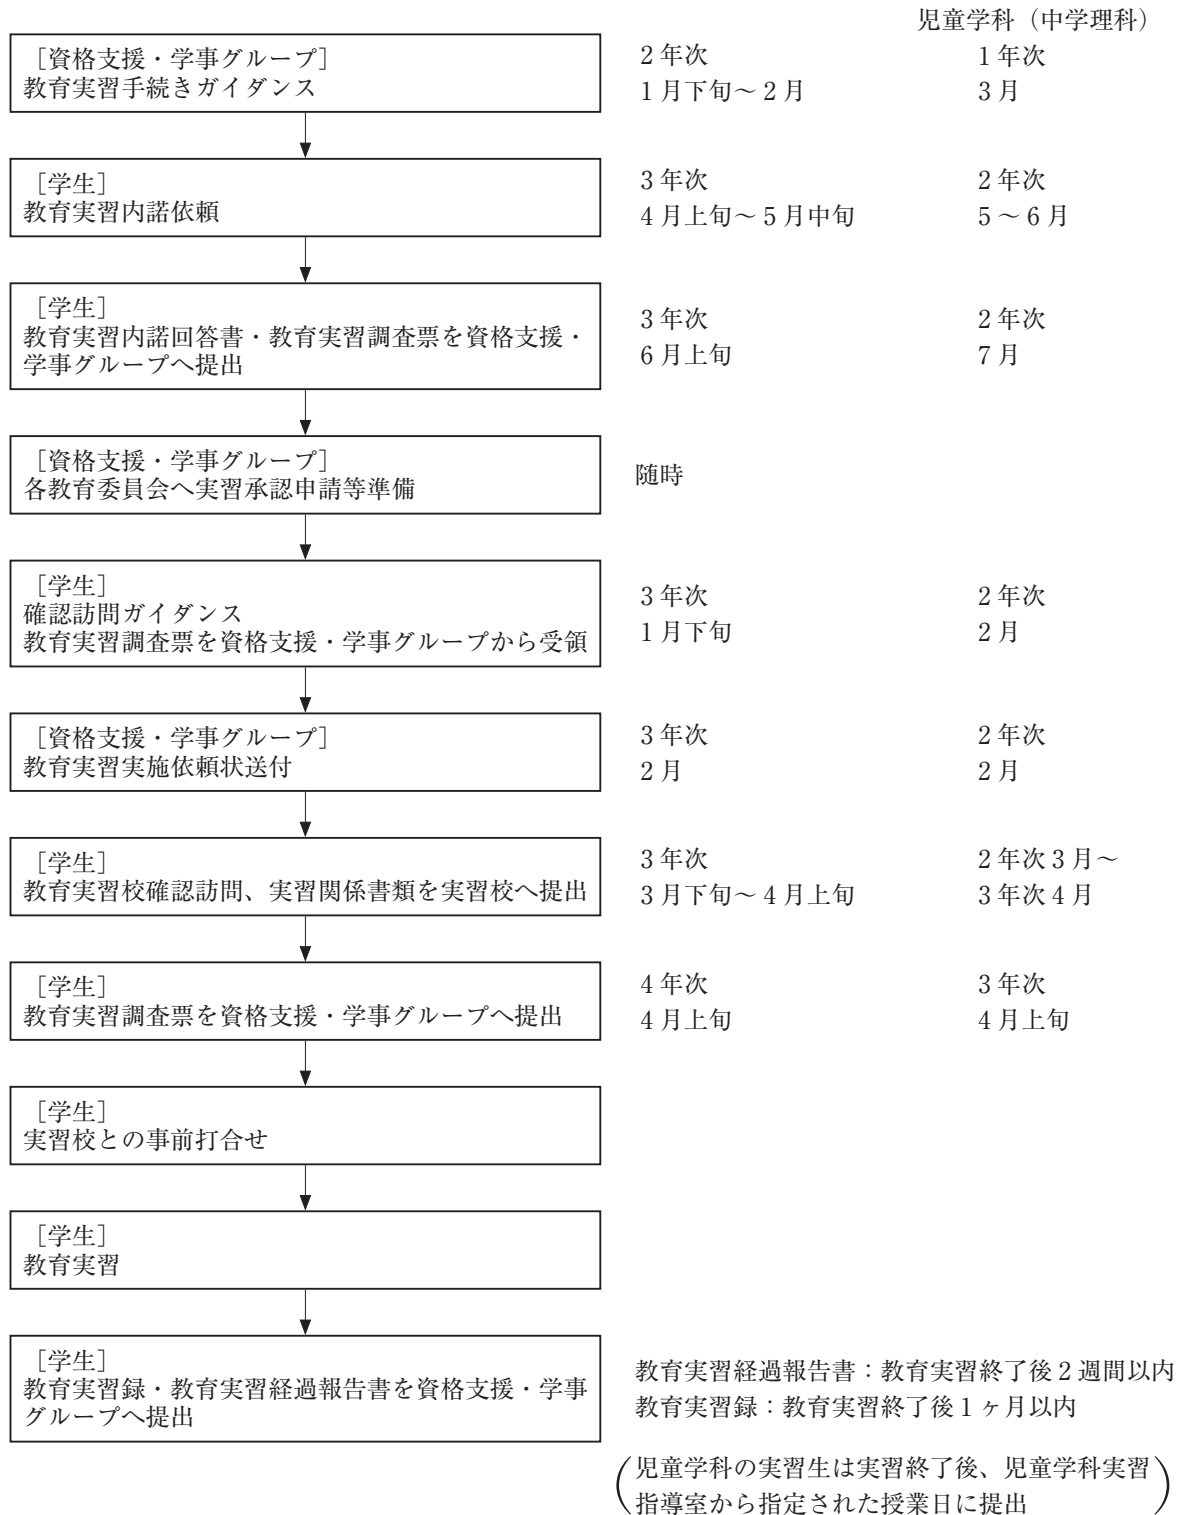 児童学科（中学理科）
［資格支援・学事グループ］
教育実習手続きガイダンス
2年次
1月下旬～2月
1年次
3月
［学生］
教育実習内諾依頼
3年次
4月上旬～5月中旬
2年次
5～6月
［学生］
教育実習内諾回答書・教育実習調査票を資格支援・
学事グループへ提出
3年次
6月上旬
2年次
7月
［資格支援・学事グループ］
各教育委員会へ実習承認申請等準備
随時
［学生］
確認訪問ガイダンス
教育実習調査票を資格支援・学事グループから受領
3年次
1月下旬
2年次
2月
［資格支援・学事グループ］
教育実習実施依頼状送付
3年次
2月
2年次
2月
［学生］
教育実習校確認訪問、実習関係書類を実習校へ提出
3年次
3月下旬～4月上旬
2年次3月～
3年次4月
［学生］
教育実習調査票を資格支援・学事グループへ提出
4年次
4月上旬
3年次
4月上旬
［学生］
実習校との事前打合せ
［学生］
教育実習
［学生］
教育実習録・教育実習経過報告書を資格支援・学事
グループへ提出
教育実習経過報告書：教育実習終了後2週間以内
教育実習録：教育実習終了後1ヶ月以内
（児童学科の実習生は実習終了後、児童学科実習
指導室から指定された授業日に提出）